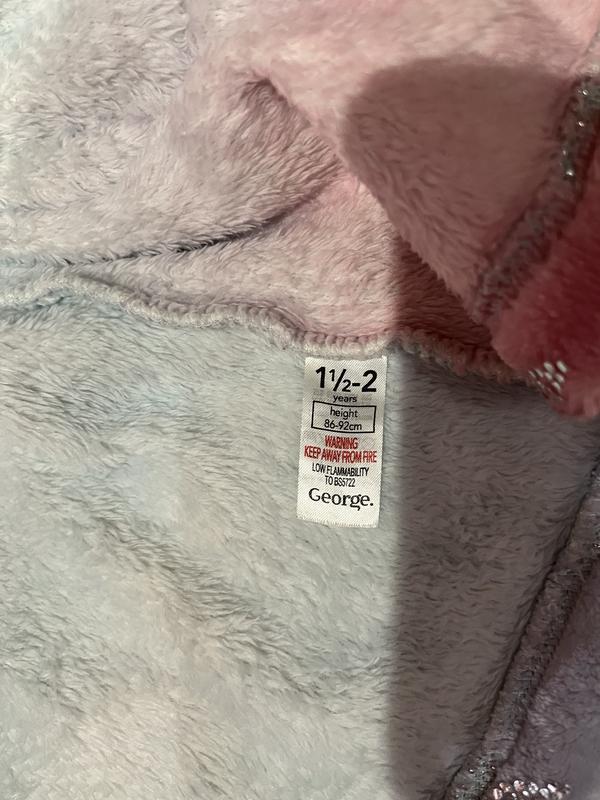 1½-2
years
height
86-92cm
WARNING
KEEP AWAY FROM FIRE
LOW FLAMMABILITY
TO BS5722
George.